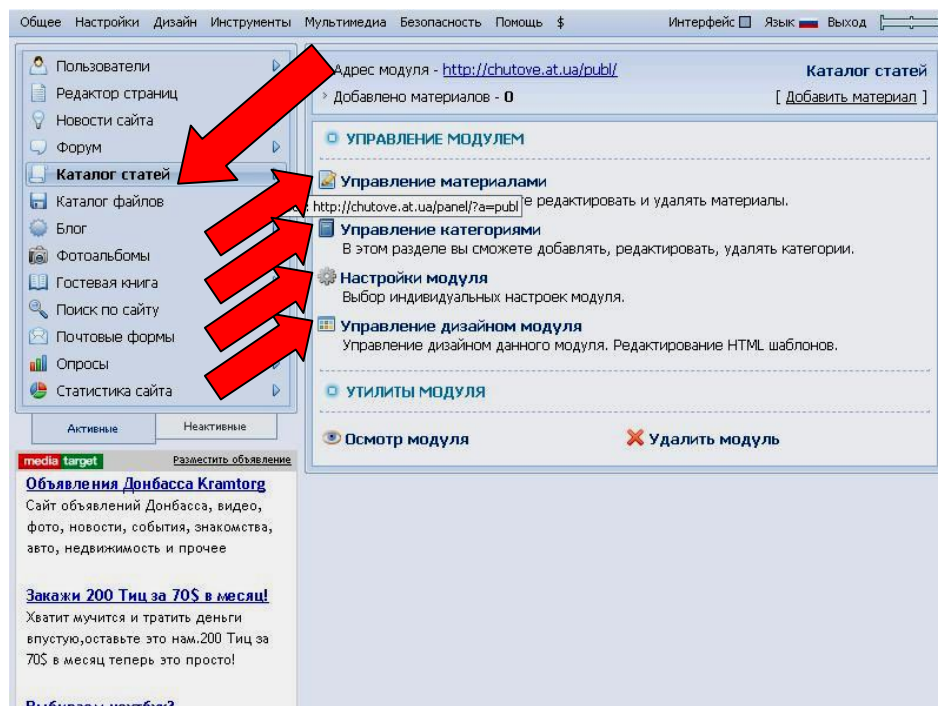 Общее Настройки Дизайн Инструменты Мультимедиа Безопасность Помощь $ Интерфейс Язык Выход
Пользователи
Редактор страниц
Новости сайта
Форум
Каталог статей
Каталог файлов
Блог
Фотоальбомы
Гостевая книга
Поиск по сайту
Почтовые формы
Опросы
Статистика сайта
Активные Неактивные
media target Разместить объявление
Объявления Донбасса Kramtorg
Сайт объявлений Донбасса, видео,
фото, новости, события, знакомства,
авто, недвижимость и прочее
Закажи 200 Тиц за 70$ в месяц!
Хватит мучится и тратить деньги
впустую,оставьте это нам.200 Тиц за
70$ в месяц теперь это просто!
Адрес модуля - http://chutove.at.ua/publ/ Каталог статей
Добавлено материалов - 0 [ Добавить материал ]
УПРАВЛЕНИЕ МОДУЛЕМ
Управление материалами
http://chutove.at.ua/panel/?a=publ е редактировать и удалять материалы.
Управление категориями
В этом разделе вы сможете добавлять, редактировать, удалять категории.
Настройки модуля
Выбор индивидуальных настроек модуля.
Управление дизайном модуля
Управление дизайном данного модуля. Редактирование HTML шаблонов.
УТИЛИТЫ МОДУЛЯ
Осмотр модуля Удалить модуль